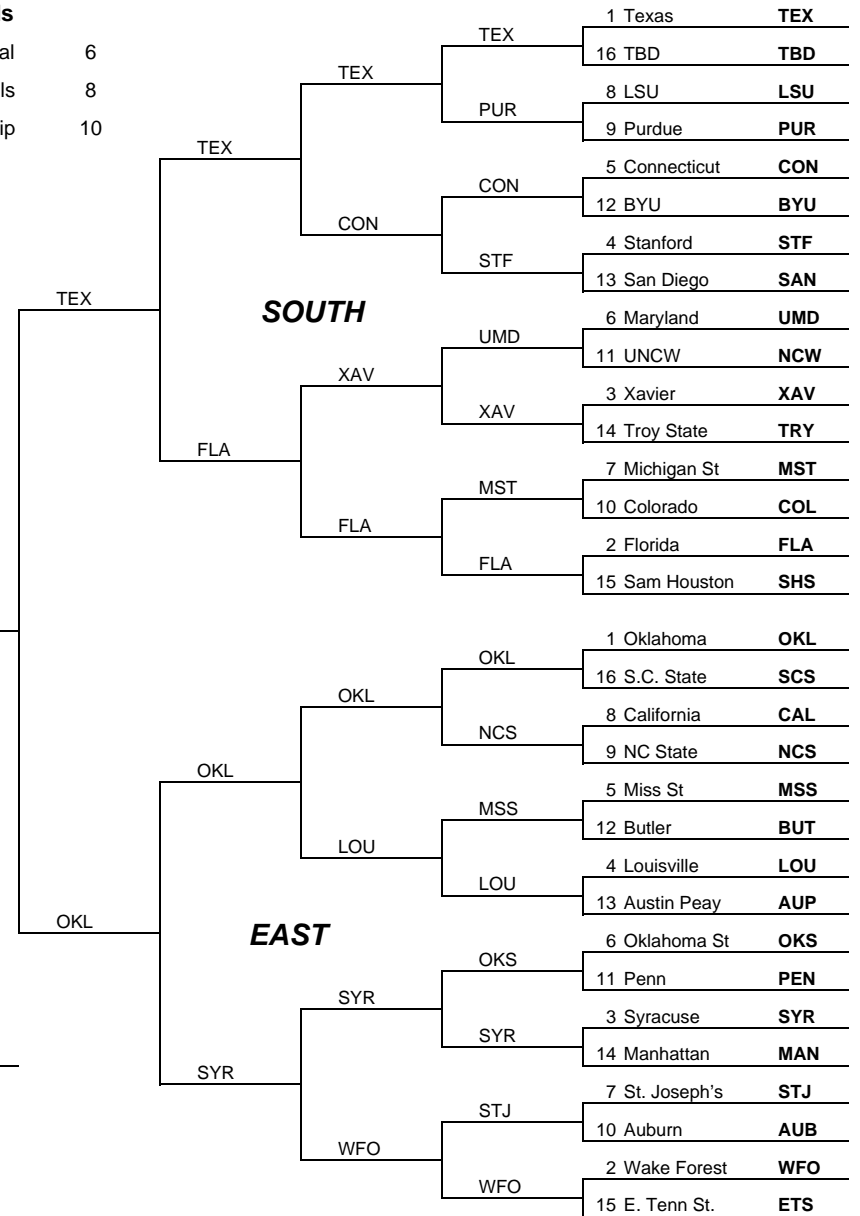 ls
al 6
ls 8
ip 10
1 Texas TEX
TEX
16 TBD TBD
TEX
8 LSU LSU
PUR
9 Purdue PUR
TEX
5 Connecticut CON
CON
12 BYU BYU
CON
4 Stanford STF
STF
13 San Diego SAN
TEX
SOUTH
6 Maryland UMD
UMD
11 UNCW NCW
XAV
3 Xavier XAV
XAV
14 Troy State TRY
FLA
7 Michigan St MST
MST
10 Colorado COL
FLA
2 Florida FLA
FLA
15 Sam Houston SHS
1 Oklahoma OKL
OKL
16 S.C. State SCS
OKL
8 California CAL
NCS
9 NC State NCS
OKL
5 Miss St MSS
MSS
12 Butler BUT
LOU
4 Louisville LOU
LOU
13 Austin Peay AUP
OKL
EAST
6 Oklahoma St OKS
OKS
11 Penn PEN
SYR
3 Syracuse SYR
SYR
14 Manhattan MAN
SYR
7 St. Joseph's STJ
STJ
10 Auburn AUB
WFO
2 Wake Forest WFO
WFO
15 E. Tenn St. ETS